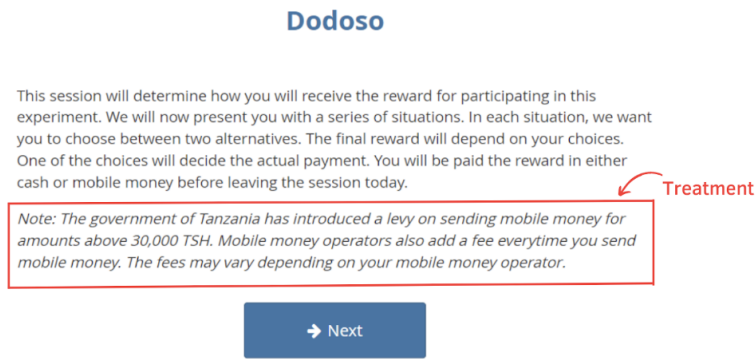 Dodoso
This session will determine how you will receive the reward for participating in this
experiment. We will now present you with a series of situations. In each situation, we want
you to choose between two alternatives. The final reward will depend on your choices.
One of the choices will decide the actual payment. You will be paid the reward in either
cash or mobile money before leaving the session today.
Treatment
Note: The government of Tanzania has introduced a levy on sending mobile money for
amounts above 30,000 TSH. Mobile money operators also add a fee everytime you send
mobile money. The fees may vary depending on your mobile money operator.
Next